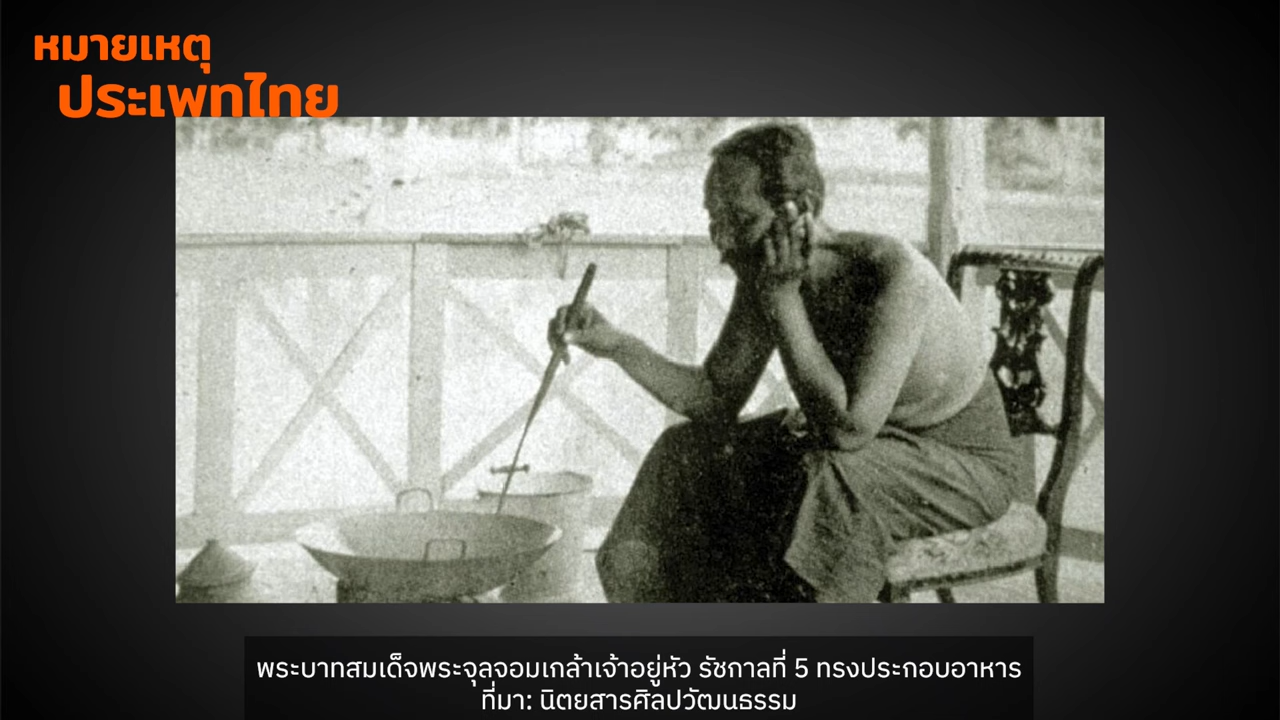 หมายเหตุ
ประเพทไทย
พระบาทสมเด็จพระจุลจอมเกล้าเจ้าอยู่หัว รัชกาลที่ 5 ทรงประกอบอาหาร
ที่มา: นิตยสารศิลปวัฒนธรรม